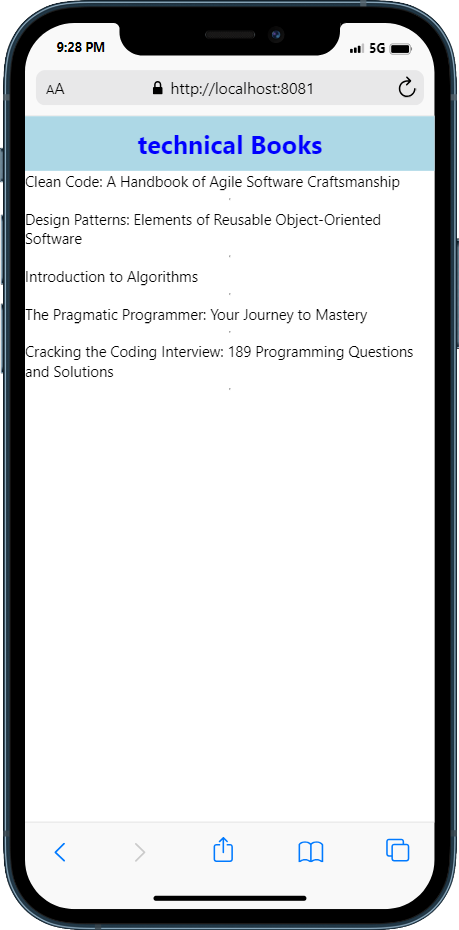 9:28 PM
5G
AA
http://localhost:8081
technical Books
Clean Code: A Handbook of Agile Software Craftsmanship
Design Patterns: Elements of Reusable Object-Oriented
Software
Introduction to Algorithms
The Pragmatic Programmer: Your Journey to Mastery
Cracking the Coding Interview: 189 Programming Questions
and Solutions